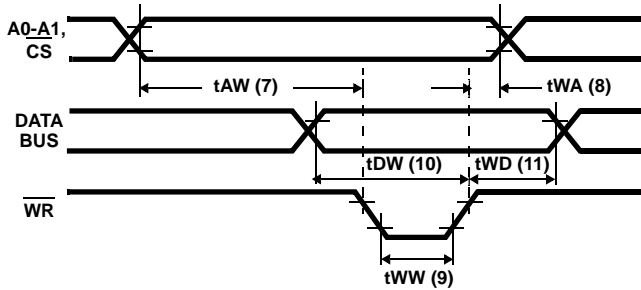 A0-A1,
CS
tAW (7)
tWA (8)
DATA
BUS
tDW (10)
tWD (11)
WR
tWW (9)